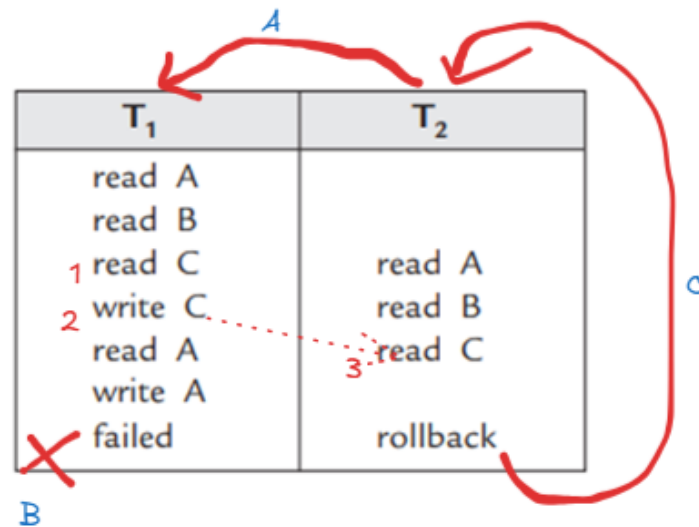 A
C
T₁ T₂
read A
read B
1 read C read A
2 write C read B
read A 3 read C
write A
failed rollback
B